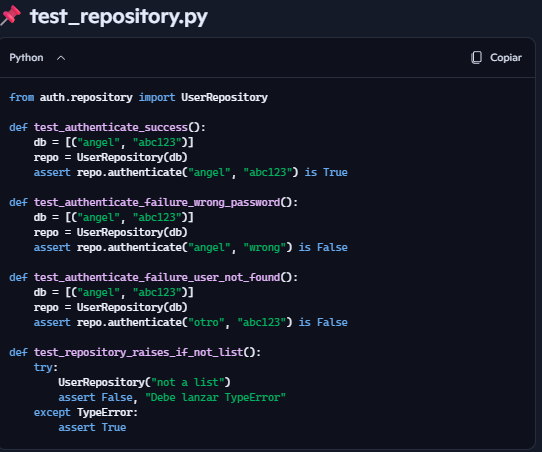 test_repository.py
Python
Copiar
from auth.repository import UserRepository
def test_authenticate_success():
    db = [("angel", "abc123")]
    repo = UserRepository(db)
    assert repo.authenticate("angel", "abc123") is True
def test_authenticate_failure_wrong_password():
    db = [("angel", "abc123")]
    repo = UserRepository(db)
    assert repo.authenticate("angel", "wrong") is False
def test_authenticate_failure_user_not_found():
    db = [("angel", "abc123")]
    repo = UserRepository(db)
    assert repo.authenticate("otro", "abc123") is False
def test_repository_raises_if_not_list():
    try:
        UserRepository("not a list")
        assert False, "Debe lanzar TypeError"
    except TypeError:
        assert True